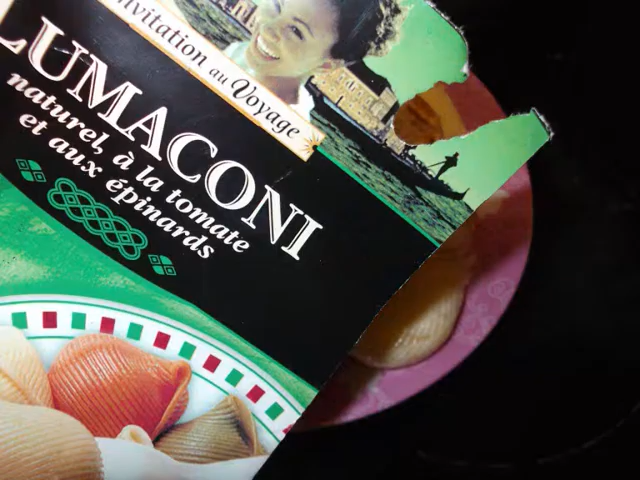 Invitation au Voyage
LUMACONI
naturel, à la tomate
et aux épinards